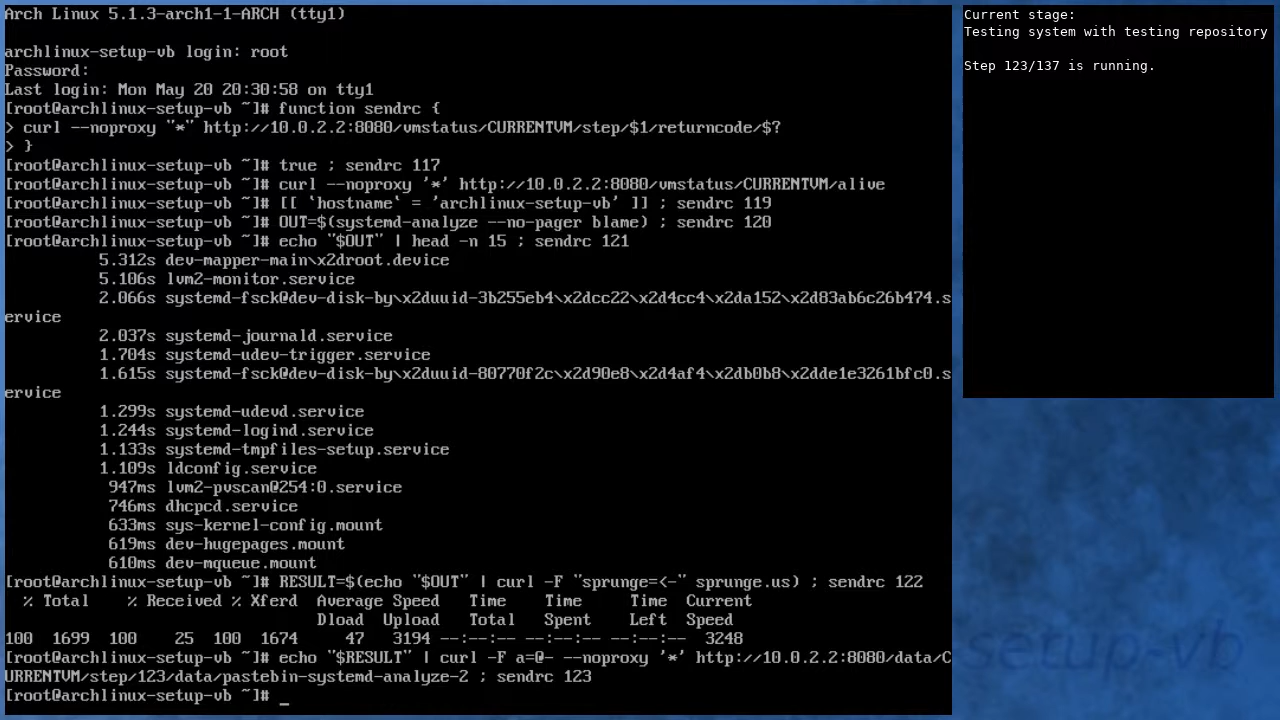 Arch Linux 5.1.3-arch1-1-ARCH (tty1)
archlinux-setup-vb login: root
Password:
Last login: Mon May 20 20:30:58 on tty1
[root@archlinux-setup-vb ~]# function sendrc {
> curl --noproxy "*" http://10.0.2.2:8080/vmstatus/CURRENTVM/step/$1/returncode/$?
> }
[root@archlinux-setup-vb ~]# true ; sendrc 117
[root@archlinux-setup-vb ~]# curl --noproxy '*' http://10.0.2.2:8080/vmstatus/CURRENTVM/alive
[root@archlinux-setup-vb ~]# [[ `hostname` = 'archlinux-setup-vb' ]] ; sendrc 119
[root@archlinux-setup-vb ~]# OUT=$(systemd-analyze --no-pager blame) ; sendrc 120
[root@archlinux-setup-vb ~]# echo "$OUT" | head -n 15 ; sendrc 121
5.312s dev-mapper-main\x2droot.device
5.106s lvm2-monitor.service
2.066s systemd-fsck@dev-disk-by\x2duuid-3b255eb4\x2dcc22\x2d4cc4\x2da152\x2d83ab6c26b474.s
ervice
2.037s systemd-journald.service
1.704s systemd-udev-trigger.service
1.615s systemd-fsck@dev-disk-by\x2duuid-80770f2c\x2d90e8\x2d4af4\x2db0b8\x2dde1e3261bfc0.s
ervice
1.299s systemd-udevd.service
1.244s systemd-logind.service
1.133s systemd-tmpfiles-setup.service
1.109s ldconfig.service
947ms lvm2-pvscan@254:0.service
746ms dhcpcd.service
633ms sys-kernel-config.mount
619ms dev-hugepages.mount
610ms dev-mqueue.mount
[root@archlinux-setup-vb ~]# RESULT=$(echo "$OUT" | curl -F "sprunge=<-" sprunge.us) ; sendrc 122
% Total % Received % Xferd Average Speed Time Time Time Current
Dload Upload Total Spent Left Speed
100 1699 100 25 100 1674 47 3194 --:--:-- --:--:-- --:--:-- 3248
[root@archlinux-setup-vb ~]# echo "$RESULT" | curl -F a=@- --noproxy '*' http://10.0.2.2:8080/data/C
URRENTVM/step/123/data/pastebin-systemd-analyze-2 ; sendrc 123
[root@archlinux-setup-vb ~]# _
Current stage:
Testing system with testing repository
Step 123/137 is running.
setup-vb